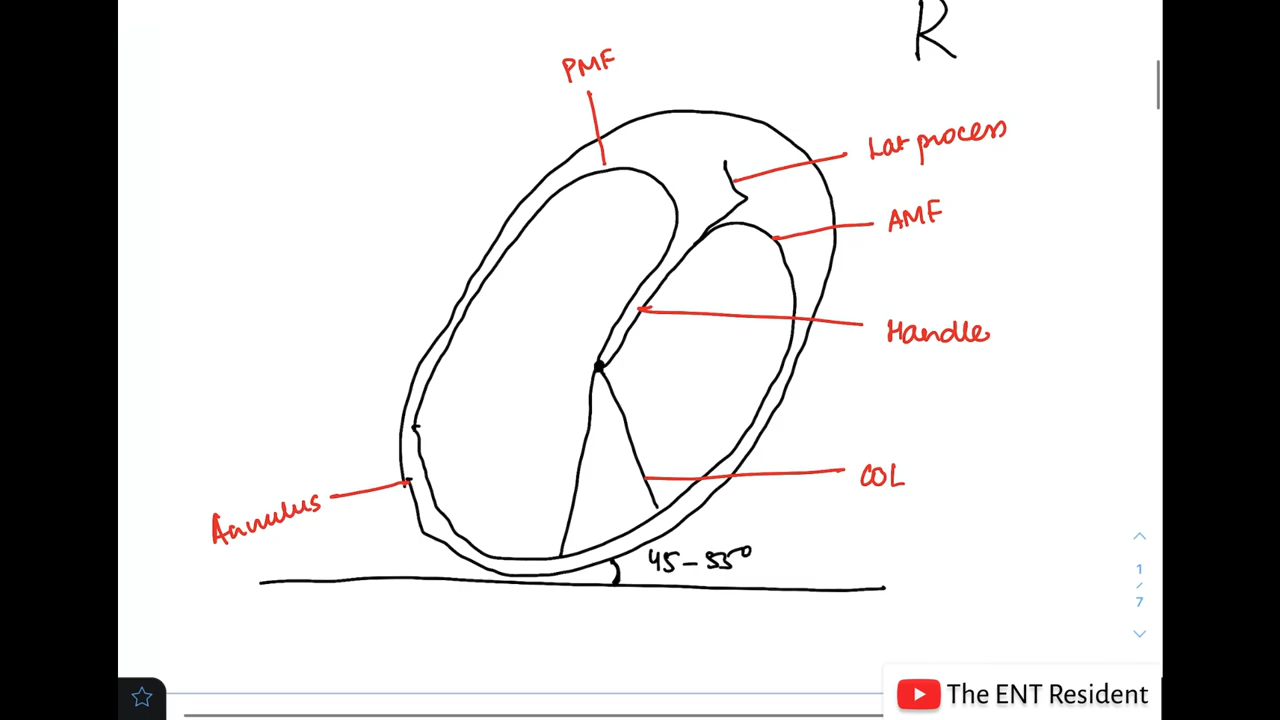 R
PMF
Lat process
AMF
Handle
COL
Annulus
45-55°
1
/
7
The ENT Resident